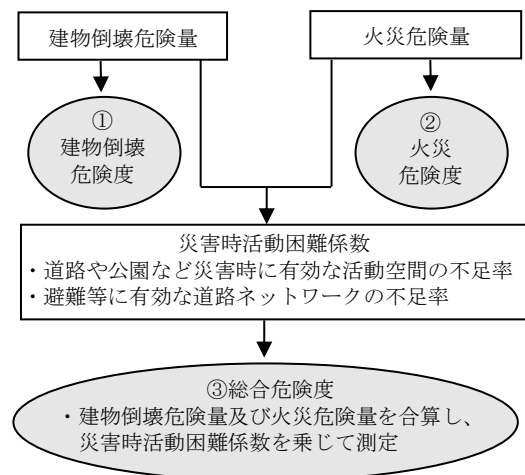 建物倒壊危険量
火災危険量
①
建物倒壊
危険度
②
火災
危険度
災害時活動困難係数
・道路や公園など災害時に有効な活動空間の不足率
・避難等に有効な道路ネットワークの不足率
③総合危険度
・建物倒壊危険量及び火災危険量を合算し、
災害時活動困難係数を乗じて測定